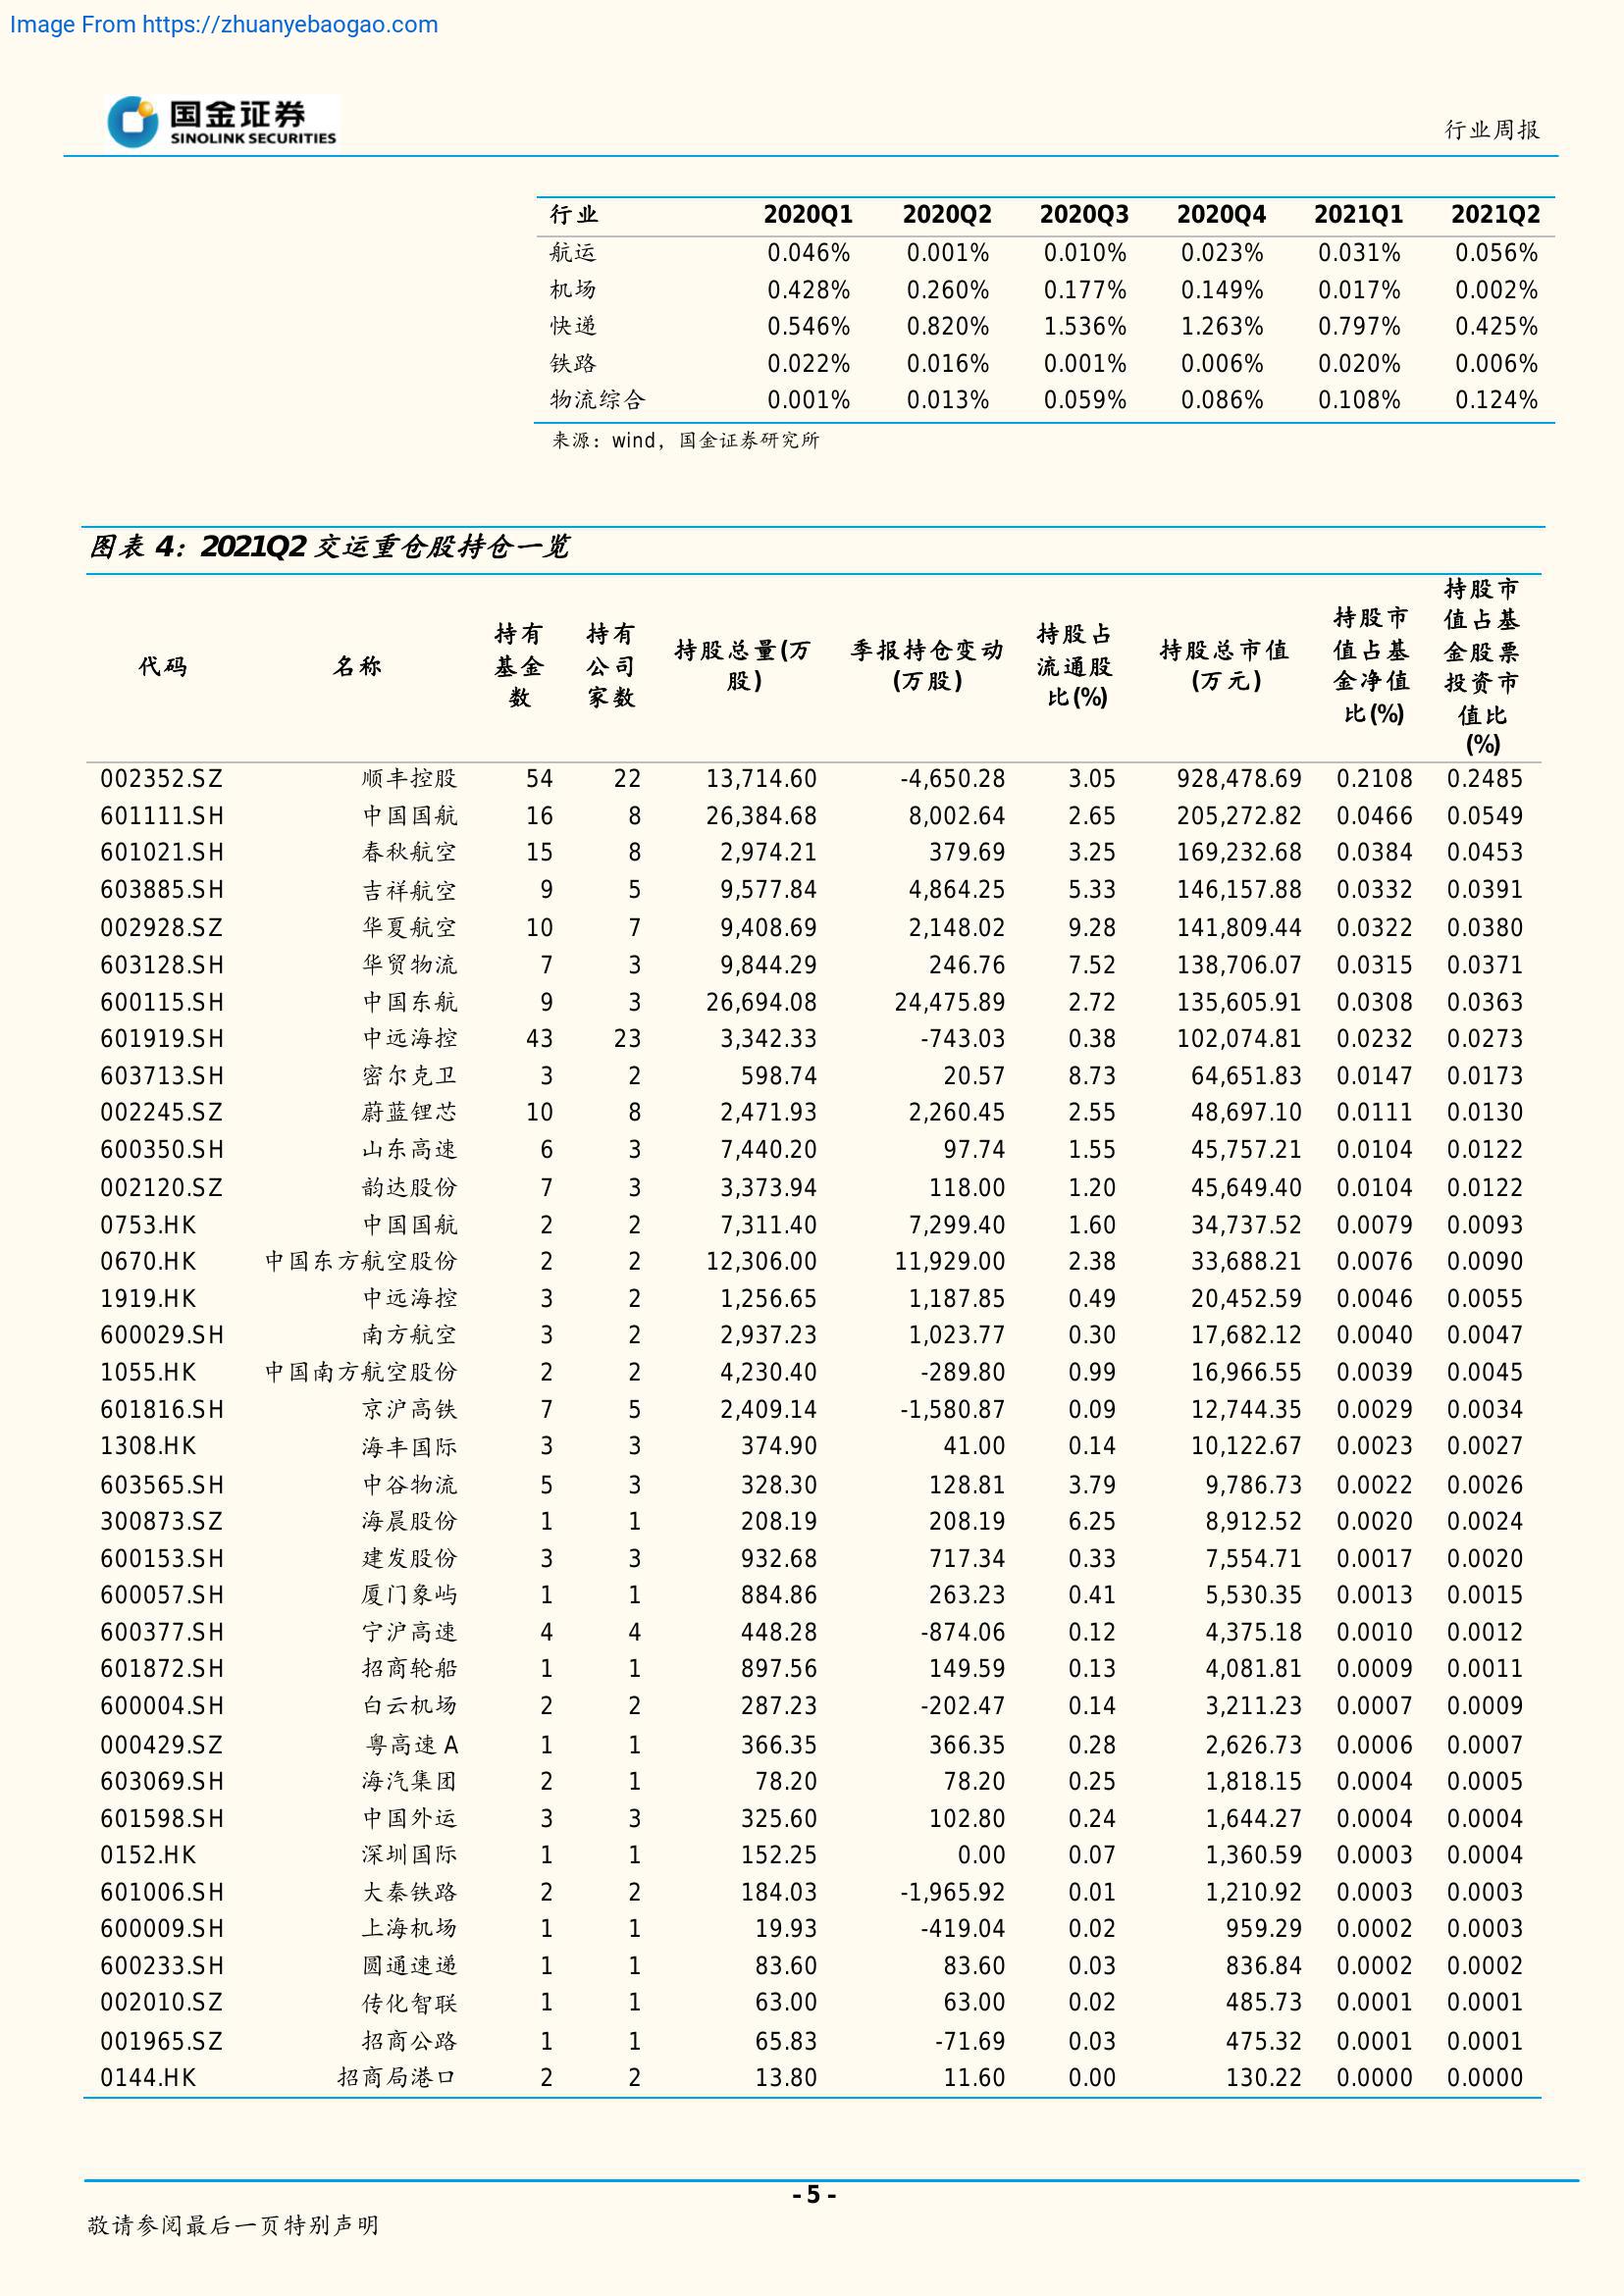 Image From https://zhuanyebaogao.com
国金证券
SINOLINK SECURITIES
行业周报
行业 2020Q1 2020Q2 2020Q3 2020Q4 2021Q1 2021Q2
航运 0.046% 0.001% 0.010% 0.023% 0.031% 0.056%
机场 0.428% 0.260% 0.177% 0.149% 0.017% 0.002%
快递 0.546% 0.820% 1.536% 1.263% 0.797% 0.425%
铁路 0.022% 0.016% 0.001% 0.006% 0.020% 0.006%
物流综合 0.001% 0.013% 0.059% 0.086% 0.108% 0.124%
来源：wind，国金证券研究所
图表 4：2021Q2 交运重仓股持仓一览
代码 名称 持有基金数 持有公司家数 持股总量(万股) 季报持仓变动(万股) 持股占流通股比(%) 持股总市值(万元) 持股市值占基金净值比(%) 持股市值占基金股票投资市值比(%)
002352.SZ 顺丰控股 54 22 13,714.60 -4,650.28 3.05 928,478.69 0.2108 0.2485
601111.SH 中国国航 16 8 26,384.68 8,002.64 2.65 205,272.82 0.0466 0.0549
601021.SH 春秋航空 15 8 2,974.21 379.69 3.25 169,232.68 0.0384 0.0453
603885.SH 吉祥航空 9 5 9,577.84 4,864.25 5.33 146,157.88 0.0332 0.0391
002928.SZ 华夏航空 10 7 9,408.69 2,148.02 9.28 141,809.44 0.0322 0.0380
603128.SH 华贸物流 7 3 9,844.29 246.76 7.52 138,706.07 0.0315 0.0371
600115.SH 中国东航 9 3 26,694.08 24,475.89 2.72 135,605.91 0.0308 0.0363
601919.SH 中远海控 43 23 3,342.33 -743.03 0.38 102,074.81 0.0232 0.0273
603713.SH 密尔克卫 3 2 598.74 20.57 8.73 64,651.83 0.0147 0.0173
002245.SZ 蔚蓝锂芯 10 8 2,471.93 2,260.45 2.55 48,697.10 0.0111 0.0130
600350.SH 山东高速 6 3 7,440.20 97.74 1.55 45,757.21 0.0104 0.0122
002120.SZ 韵达股份 7 3 3,373.94 118.00 1.20 45,649.40 0.0104 0.0122
0753.HK 中国国航 2 2 7,311.40 7,299.40 1.60 34,737.52 0.0079 0.0093
0670.HK 中国东方航空股份 2 2 12,306.00 11,929.00 2.38 33,688.21 0.0076 0.0090
1919.HK 中远海控 3 2 1,256.65 1,187.85 0.49 20,452.59 0.0046 0.0055
600029.SH 南方航空 3 2 2,937.23 1,023.77 0.30 17,682.12 0.0040 0.0047
1055.HK 中国南方航空股份 2 2 4,230.40 -289.80 0.99 16,966.55 0.0039 0.0045
601816.SH 京沪高铁 7 5 2,409.14 -1,580.87 0.09 12,744.35 0.0029 0.0034
1308.HK 海丰国际 3 3 374.90 41.00 0.14 10,122.67 0.0023 0.0027
603565.SH 中谷物流 5 3 328.30 128.81 3.79 9,786.73 0.0022 0.0026
300873.SZ 海晨股份 1 1 208.19 208.19 6.25 8,912.52 0.0020 0.0024
600153.SH 建发股份 3 3 932.68 717.34 0.33 7,554.71 0.0017 0.0020
600057.SH 厦门象屿 1 1 884.86 263.23 0.41 5,530.35 0.0013 0.0015
600377.SH 宁沪高速 4 4 448.28 -874.06 0.12 4,375.18 0.0010 0.0012
601872.SH 招商轮船 1 1 897.56 149.59 0.13 4,081.81 0.0009 0.0011
600004.SH 白云机场 2 2 287.23 -202.47 0.14 3,211.23 0.0007 0.0009
000429.SZ 粤高速 A 1 1 366.35 366.35 0.28 2,626.73 0.0006 0.0007
603069.SH 海汽集团 2 1 78.20 78.20 0.25 1,818.15 0.0004 0.0005
601598.SH 中国外运 3 3 325.60 102.80 0.24 1,644.27 0.0004 0.0004
0152.HK 深圳国际 1 1 152.25 0.00 0.07 1,360.59 0.0003 0.0004
601006.SH 大秦铁路 2 2 184.03 -1,965.92 0.01 1,210.92 0.0003 0.0003
600009.SH 上海机场 1 1 19.93 -419.04 0.02 959.29 0.0002 0.0003
600233.SH 圆通速递 1 1 83.60 83.60 0.03 836.84 0.0002 0.0002
002010.SZ 传化智联 1 1 63.00 63.00 0.02 485.73 0.0001 0.0001
001965.SZ 招商公路 1 1 65.83 -71.69 0.03 475.32 0.0001 0.0001
0144.HK 招商局港口 2 2 13.80 11.60 0.00 130.22 0.0000 0.0000
- 5 -
敬请参阅最后一页特别声明